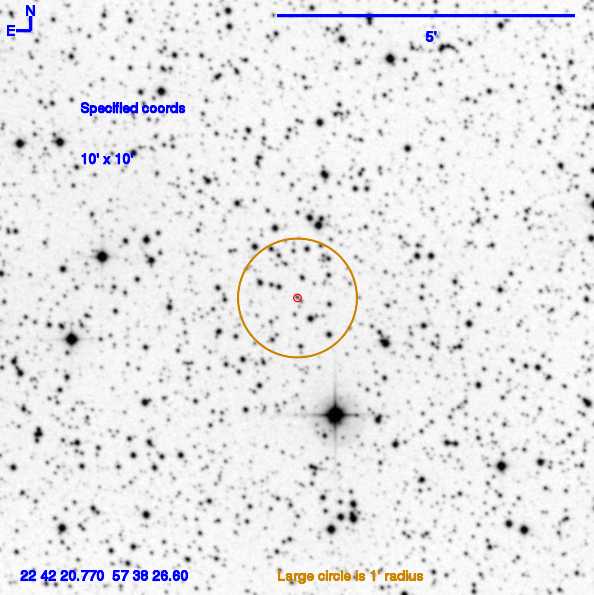 N
E
5'
Specified coords
10' x 10'
22 42 20.770 57 38 26.60
Large circle is 1' radius